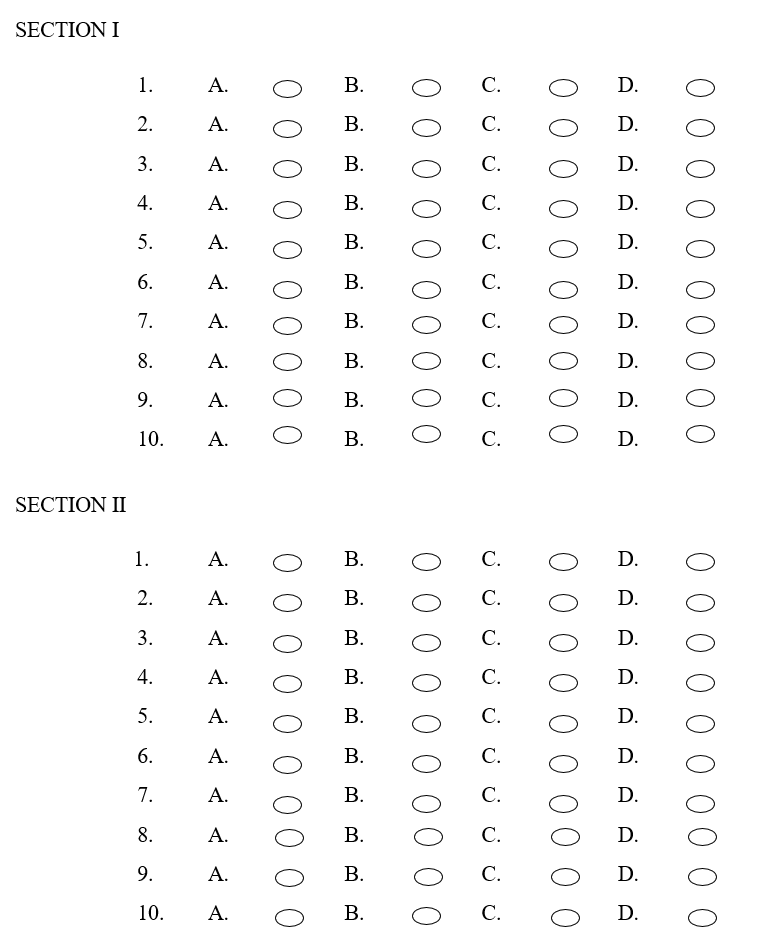 SECTION I
1. A. B. C. D.
2. A. B. C. D.
3. A. B. C. D.
4. A. B. C. D.
5. A. B. C. D.
6. A. B. C. D.
7. A. B. C. D.
8. A. B. C. D.
9. A. B. C. D.
10. A. B. C. D.
SECTION II
1. A. B. C. D.
2. A. B. C. D.
3. A. B. C. D.
4. A. B. C. D.
5. A. B. C. D.
6. A. B. C. D.
7. A. B. C. D.
8. A. B. C. D.
9. A. B. C. D.
10. A. B. C. D.